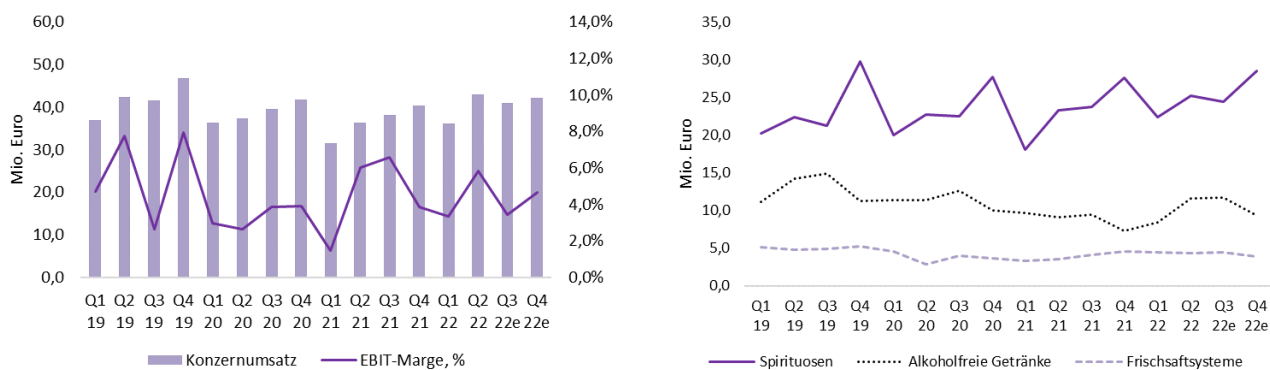 60,0
50,0
40,0
30,0
20,0
10,0
0,0
Mio. Euro
14,0%
12,0%
10,0%
8,0%
6,0%
4,0%
2,0%
0,0%
Q1 Q2 Q3 Q4 Q1 Q2 Q3 Q4 Q1 Q2 Q3 Q4 Q1 Q2 Q3 Q4
19 19 19 19 20 20 20 20 21 21 21 21 22 22 22e 22e
Konzernumsatz EBIT-Marge, %
35,0
30,0
25,0
20,0
15,0
10,0
5,0
0,0
Mio. Euro
Q1 Q2 Q3 Q4 Q1 Q2 Q3 Q4 Q1 Q2 Q3 Q4 Q1 Q2 Q3 Q4
19 19 19 19 20 20 20 20 21 21 21 21 22 22 22e 22e
Spirituosen Alkoholfreie Getränke Frischsaftsysteme